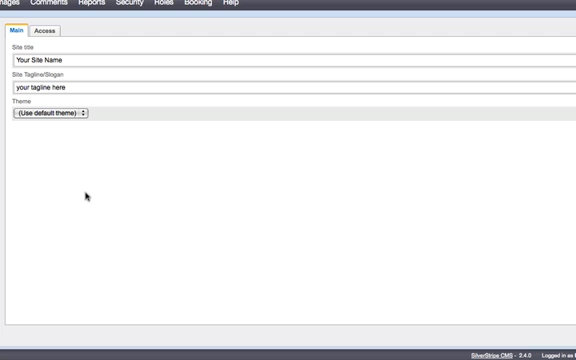 Comments Reports Security Roles Booking Help
Main Access
Site title
Your Site Name
Site Tagline/Slogan
your tagline here
Theme
(Use default theme)
SilverStripe CMS - 2.4.0 Logged in as